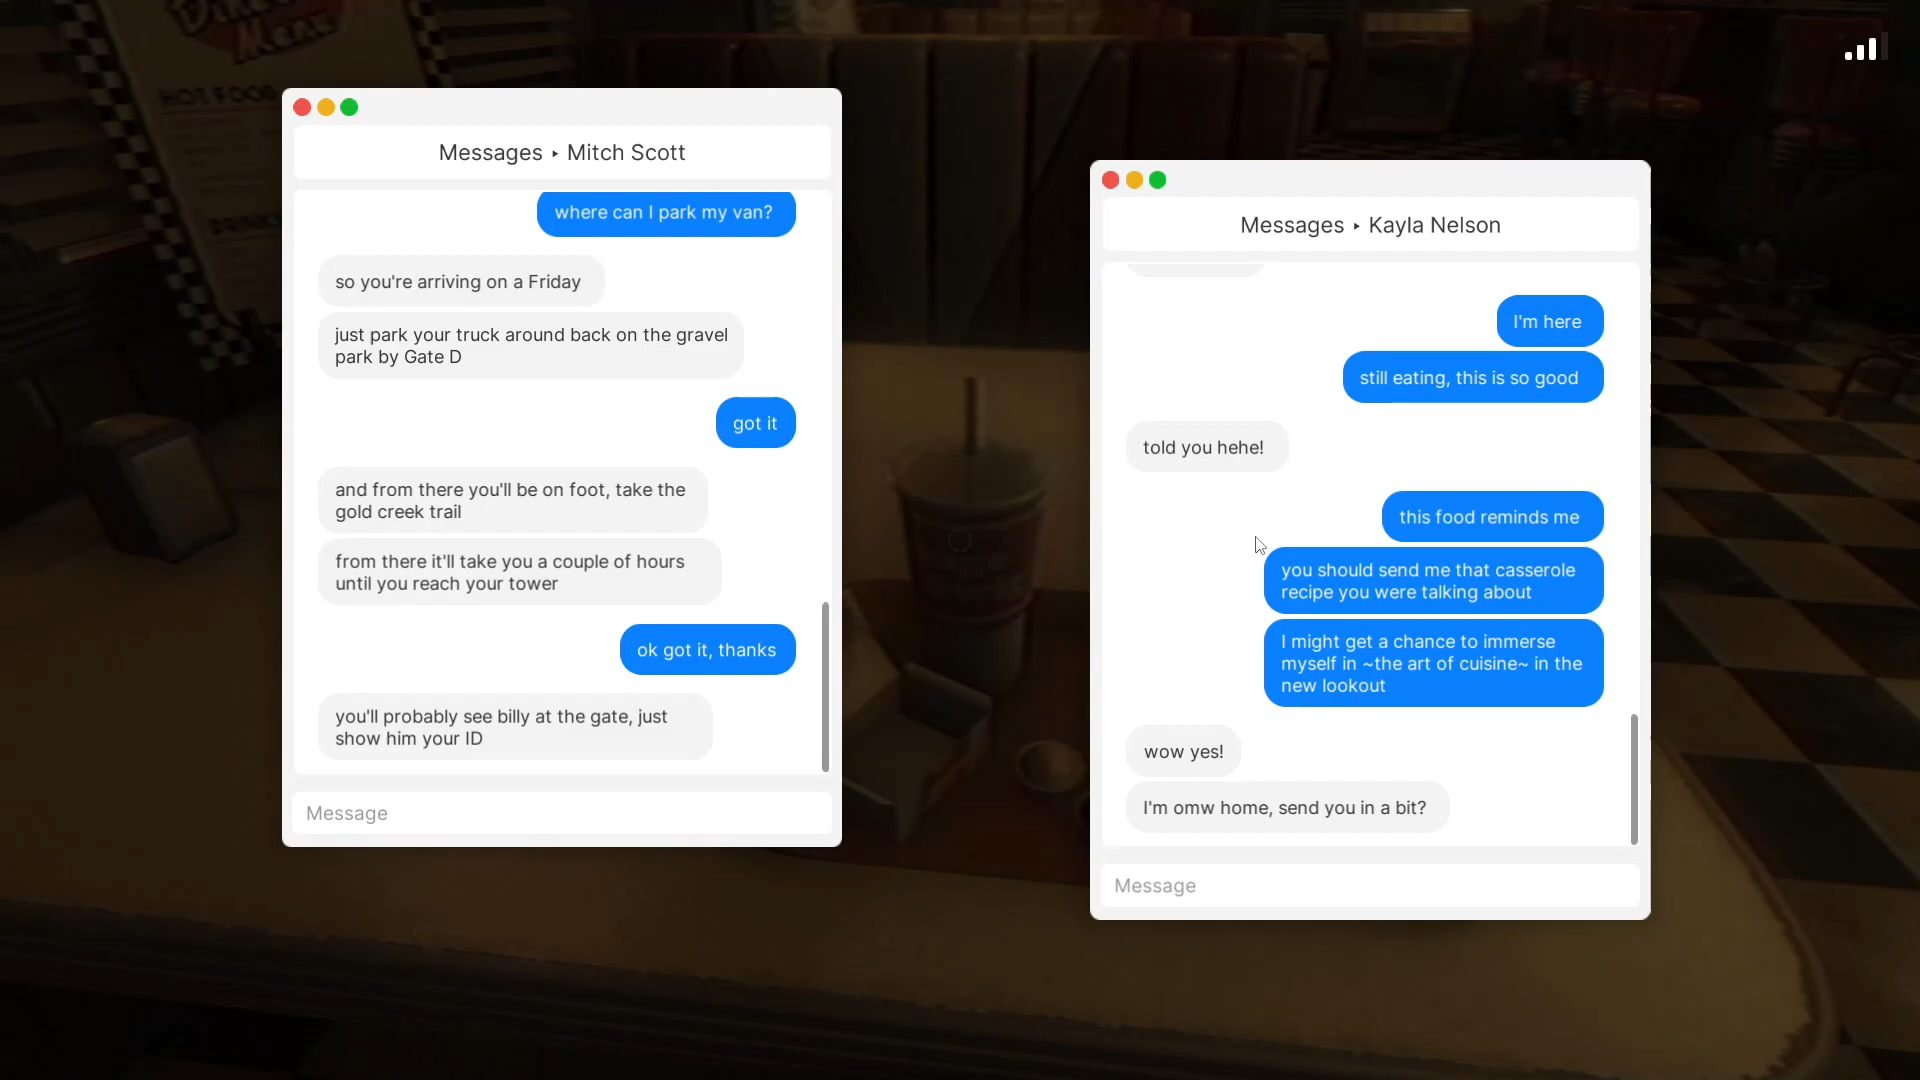 Diner
Menu
HOT FOOD
Messages ‣ Mitch Scott
where can I park my van?
so you're arriving on a Friday
just park your truck around back on the gravel
park by Gate D
got it
and from there you'll be on foot, take the
gold creek trail
from there it'll take you a couple of hours
until you reach your tower
ok got it, thanks
you'll probably see billy at the gate, just
show him your ID
Message
Messages ‣ Kayla Nelson
I'm here
still eating, this is so good
told you hehe!
this food reminds me
you should send me that casserole
recipe you were talking about
I might get a chance to immerse
myself in ~the art of cuisine~ in the
new lookout
wow yes!
I'm omw home, send you in a bit?
Message